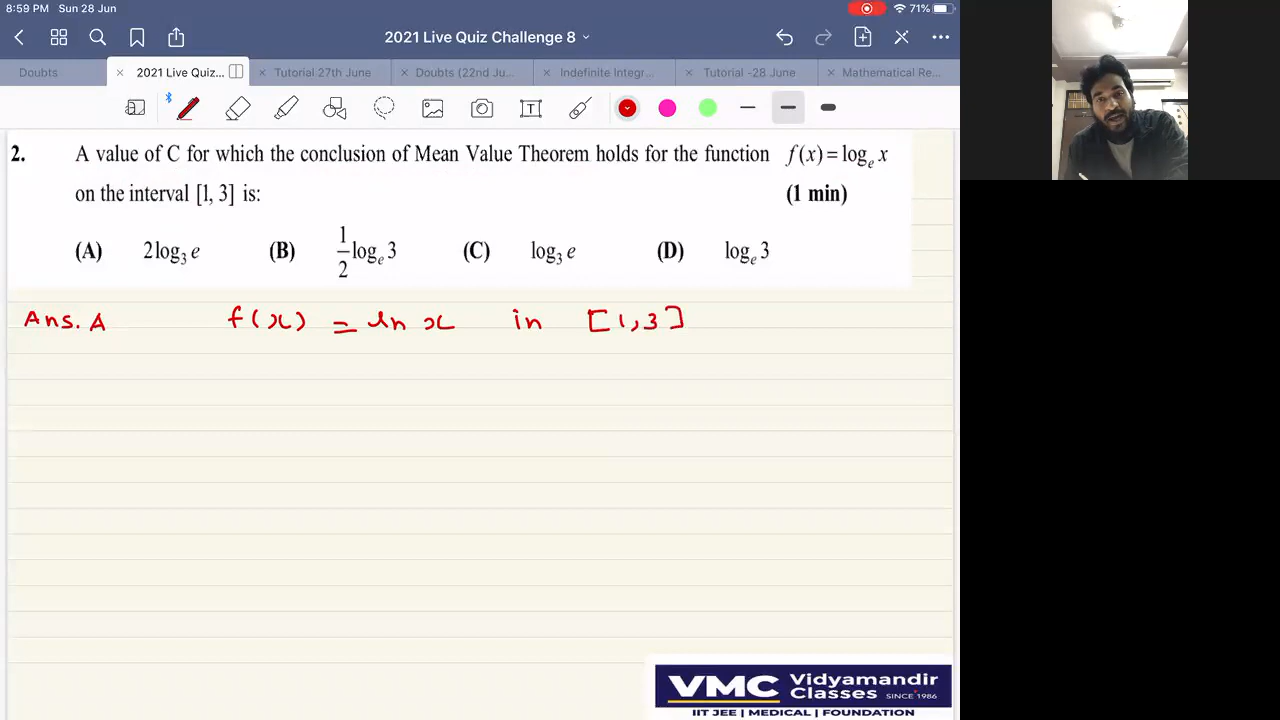 8:59 PM Sun 28 Jun
71%
2021 Live Quiz Challenge 8
Doubts
2021 Live Quiz...
Tutorial 27th June
Doubts (22nd Ju...
Indefinite Integr...
Tutorial -28 June
Mathematical Re...
2. A value of C for which the conclusion of Mean Value Theorem holds for the function f(x) = logₑ x
on the interval [1, 3] is: (1 min)
(A) 2log₃ e (B) 1/2 logₑ 3 (C) log₃ e (D) logₑ 3
Ans. A f(x) = ln x in [1,3]
VMC Vidyamandir Classes
SINCE 1986
IIT JEE | MEDICAL | FOUNDATION